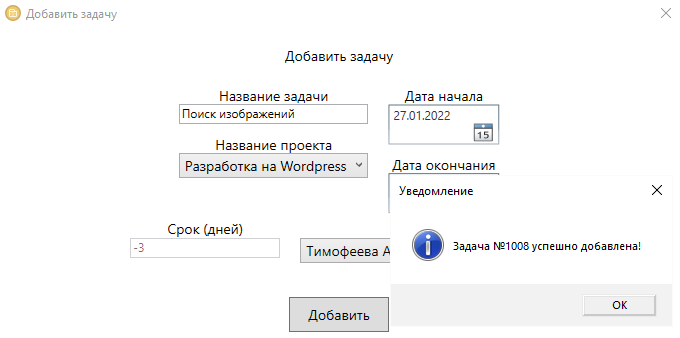 Добавить задачу
Добавить задачу
Название задачи
Поиск изображений
Дата начала
27.01.2022
15
Название проекта
Разработка на Wordpress
Дата окончания
Срок (дней)
-3
Тимофеева А
Добавить
Уведомление
Задача №1008 успешно добавлена!
OK